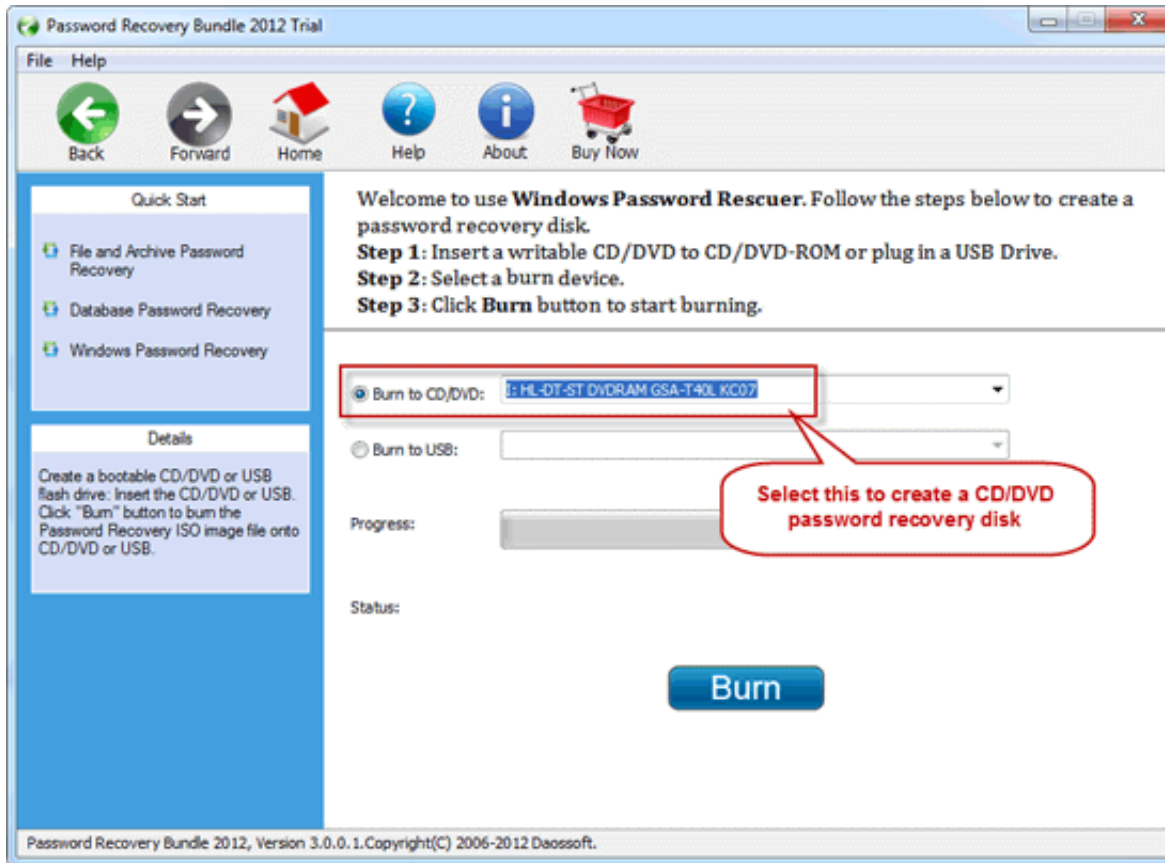 Password Recovery Bundle 2012 Trial
File Help
Back Forward Home Help About Buy Now
Quick Start
File and Archive Password
Recovery
Database Password Recovery
Windows Password Recovery
Details
Create a bootable CD/DVD or USB
flash drive: Insert the CD/DVD or USB.
Click "Burn" button to burn the
Password Recovery ISO image file onto
CD/DVD or USB.
Welcome to use Windows Password Rescuer. Follow the steps below to create a
password recovery disk.
Step 1: Insert a writable CD/DVD to CD/DVD-ROM or plug in a USB Drive.
Step 2: Select a burn device.
Step 3: Click Burn button to start burning.
Burn to CD/DVD: I: HL-DT-ST DVDRAM GSA-T40L KC07
Burn to USB:
Select this to create a CD/DVD
password recovery disk
Progress:
Status:
Burn
Password Recovery Bundle 2012, Version 3.0.0.1.Copyright(C) 2006-2012 Daossoft.